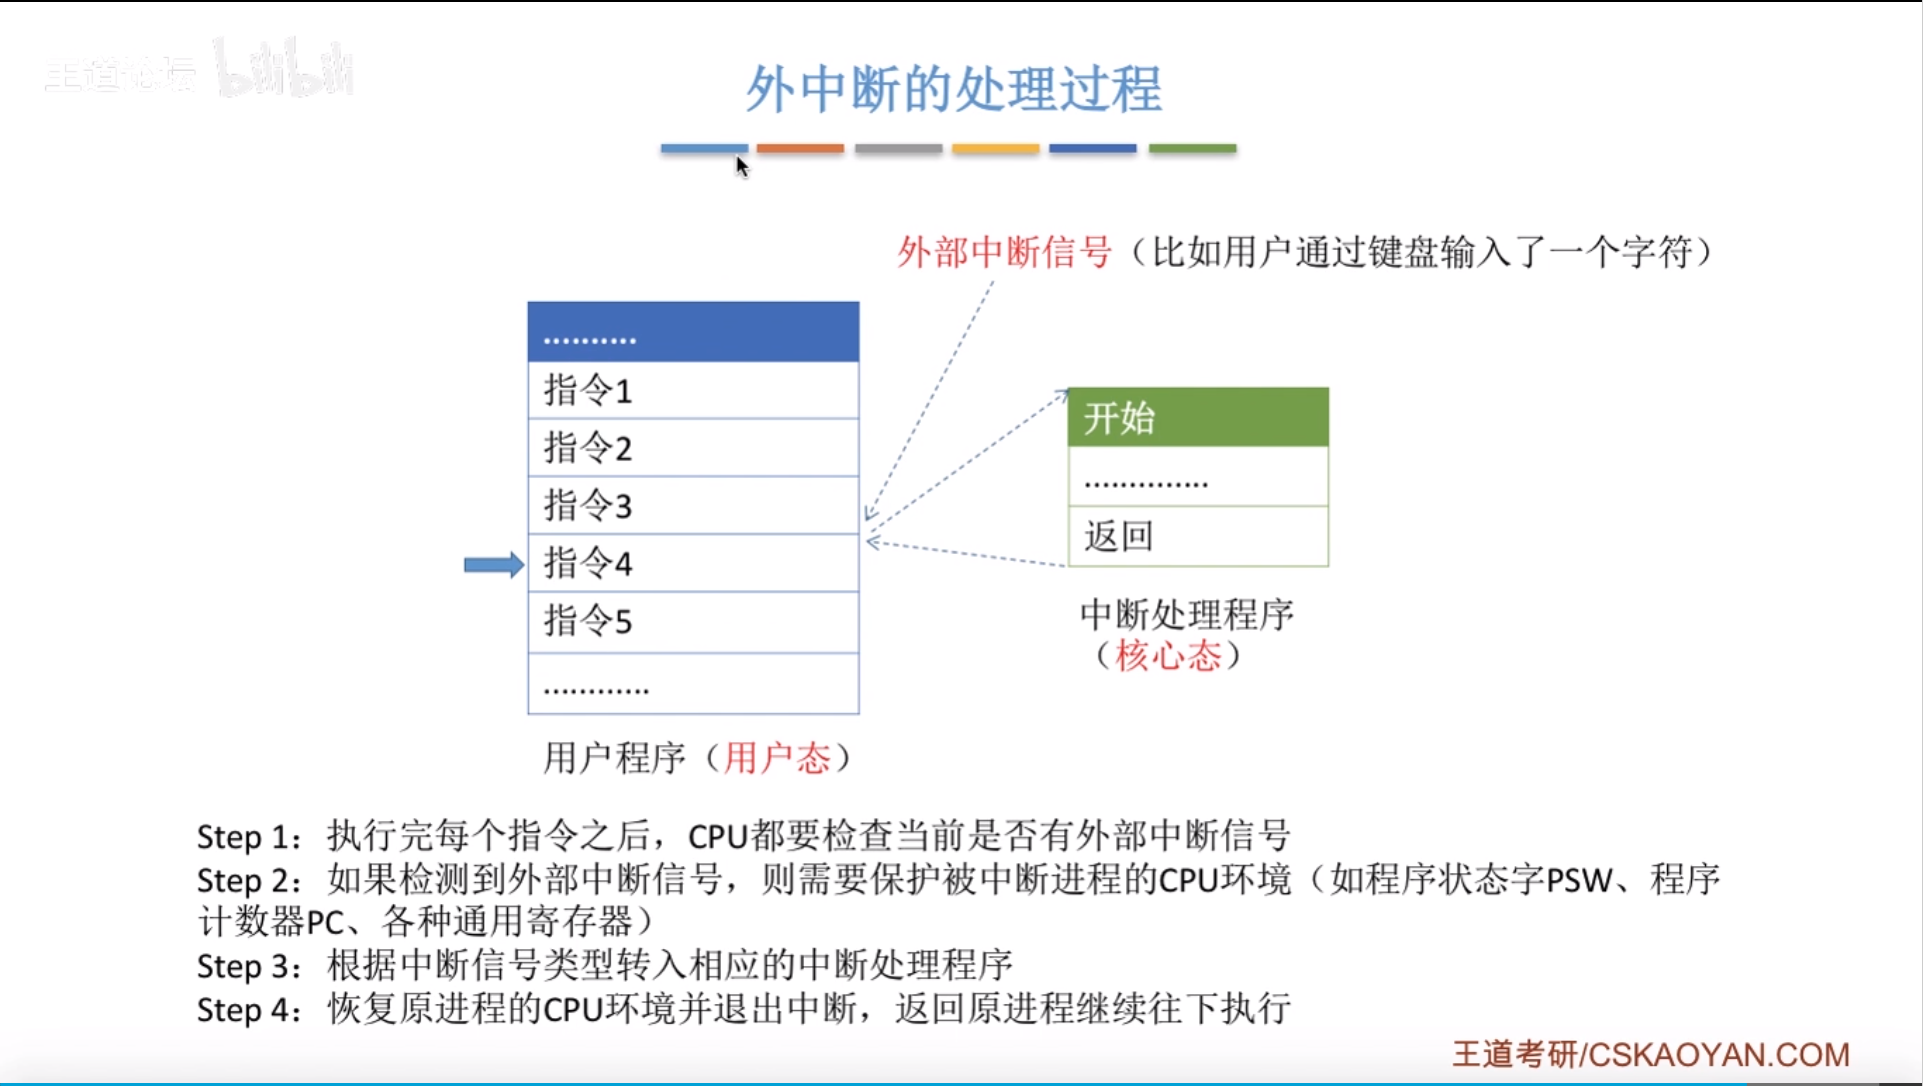 王道论坛 bilibili
外中断的处理过程
外部中断信号（比如用户通过键盘输入了一个字符）
..........
指令1
指令2
指令3
指令4
指令5
............
用户程序（用户态）
开始
..............
返回
中断处理程序
（核心态）
Step 1：执行完每个指令之后，CPU都要检查当前是否有外部中断信号
Step 2：如果检测到外部中断信号，则需要保护被中断进程的CPU环境（如程序状态字PSW、程序
计数器PC、各种通用寄存器）
Step 3：根据中断信号类型转入相应的中断处理程序
Step 4：恢复原进程的CPU环境并退出中断，返回原进程继续往下执行
王道考研/CSKAOYAN.COM